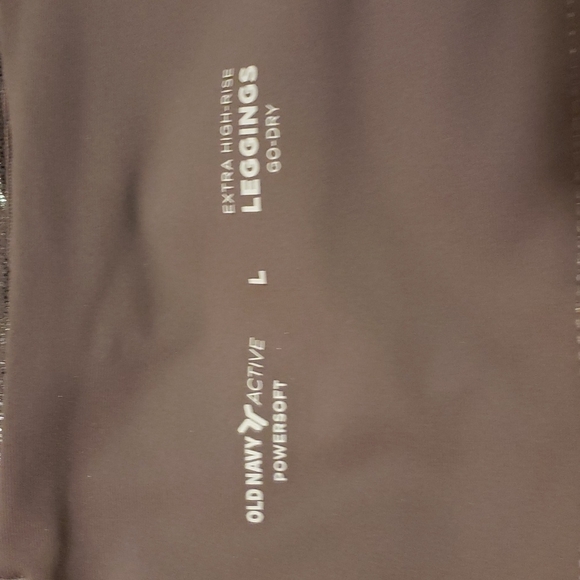 OLD NAVY ACTIVE
POWERSOFT
L
EXTRA HIGH-RISE
LEGGINGS
GO-DRY